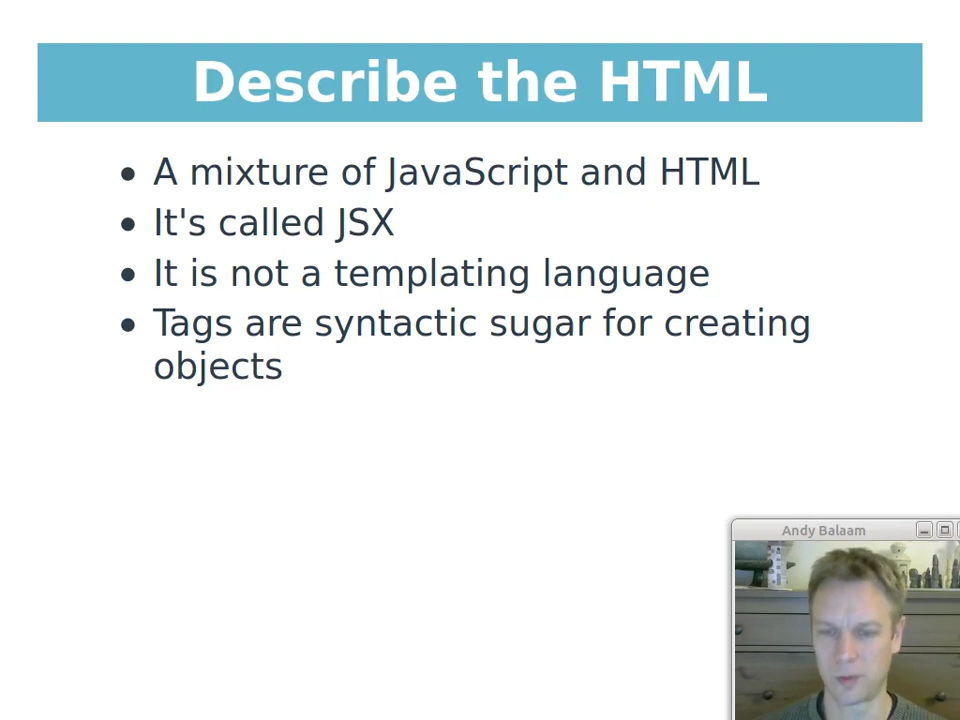 Describe the HTML
A mixture of JavaScript and HTML
It's called JSX
It is not a templating language
Tags are syntactic sugar for creating
objects
Andy Balaam